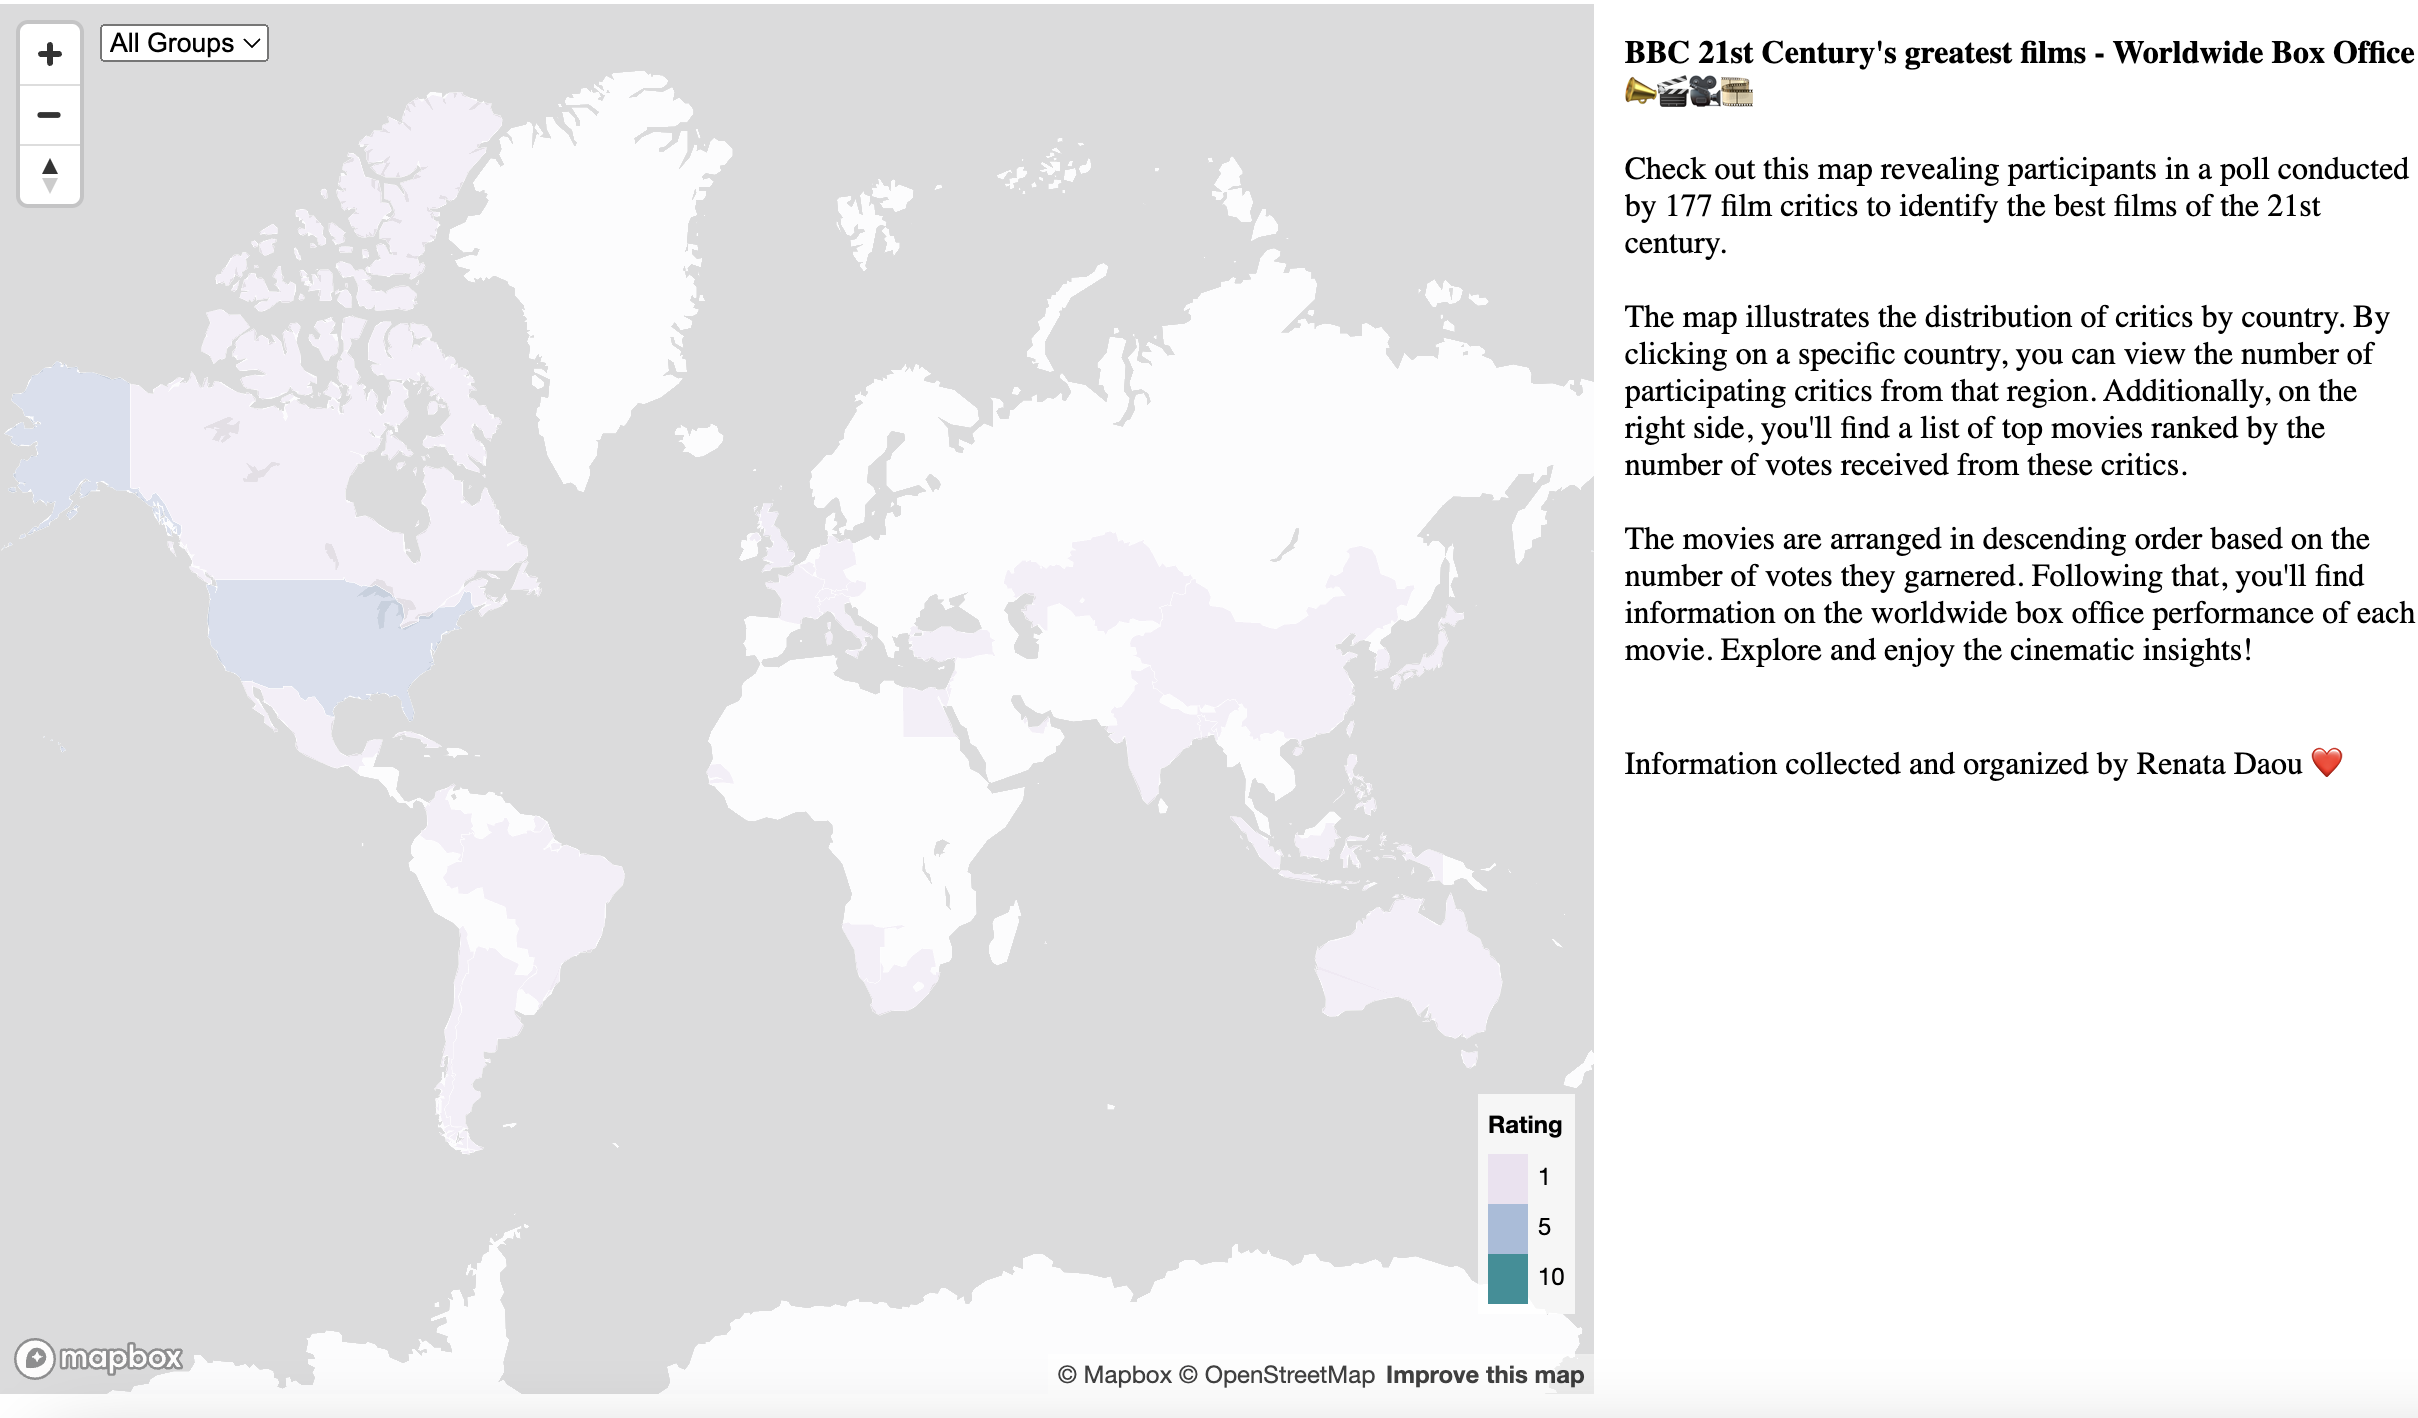 All Groups
BBC 21st Century's greatest films - Worldwide Box Office
Check out this map revealing participants in a poll conducted
by 177 film critics to identify the best films of the 21st
century.
The map illustrates the distribution of critics by country. By
clicking on a specific country, you can view the number of
participating critics from that region. Additionally, on the
right side, you'll find a list of top movies ranked by the
number of votes received from these critics.
The movies are arranged in descending order based on the
number of votes they garnered. Following that, you'll find
information on the worldwide box office performance of each
movie. Explore and enjoy the cinematic insights!
Information collected and organized by Renata Daou ❤️
Rating
1
5
10
mapbox
© Mapbox © OpenStreetMap Improve this map